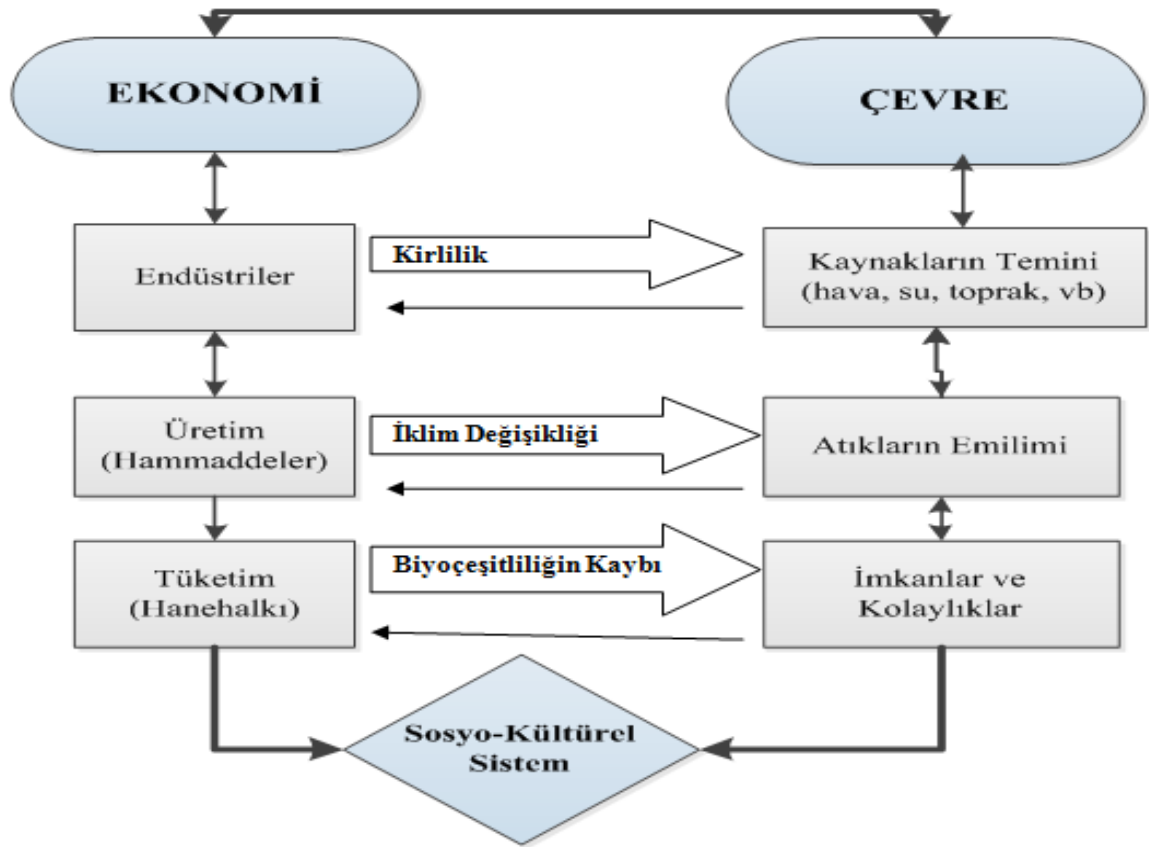 EKONOMİ
ÇEVRE
Endüstriler
Kirlilik
Kaynakların Temini
(hava, su, toprak, vb)
Üretim
(Hammaddeler)
İklim Değişikliği
Atıkların Emilimi
Tüketim
(Hanehalkı)
Biyoçeşitliliğin Kaybı
İmkanlar ve
Kolaylıklar
Sosyo-Kültürel
Sistem